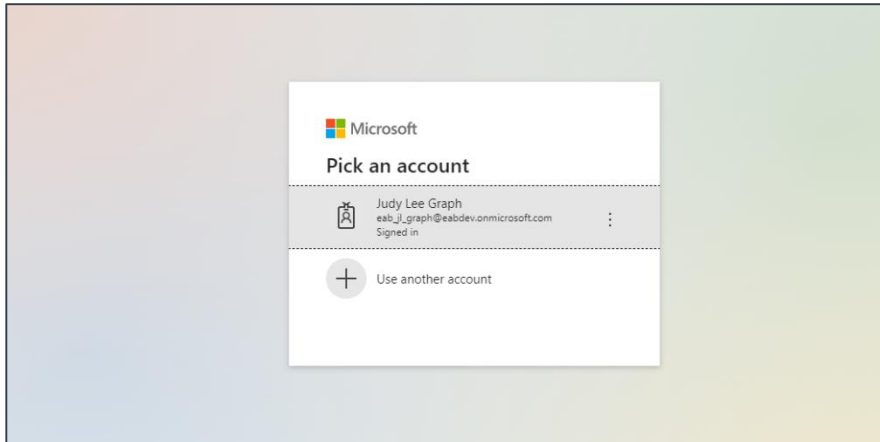 Microsoft
Pick an account
Judy Lee Graph
eab_jl_graph@eabdev.onmicrosoft.com
Signed in
Use another account